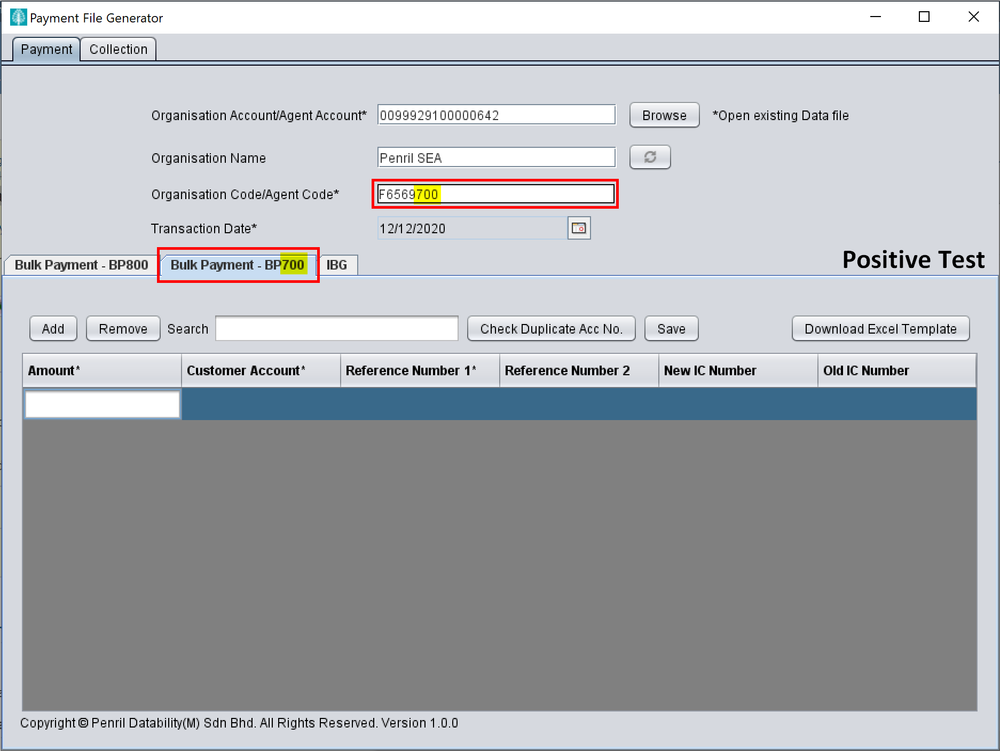 Payment File Generator
Payment Collection
Organisation Account/Agent Account* 0099929100000642 Browse *Open existing Data file
Organisation Name Penril SEA
Organisation Code/Agent Code* F6569700
Transaction Date* 12/12/2020
Bulk Payment - BP800 Bulk Payment - BP700 IBG Positive Test
Add Remove Search Check Duplicate Acc No. Save Download Excel Template
Amount* Customer Account* Reference Number 1* Reference Number 2 New IC Number Old IC Number
Copyright © Penril Datability(M) Sdn Bhd. All Rights Reserved. Version 1.0.0